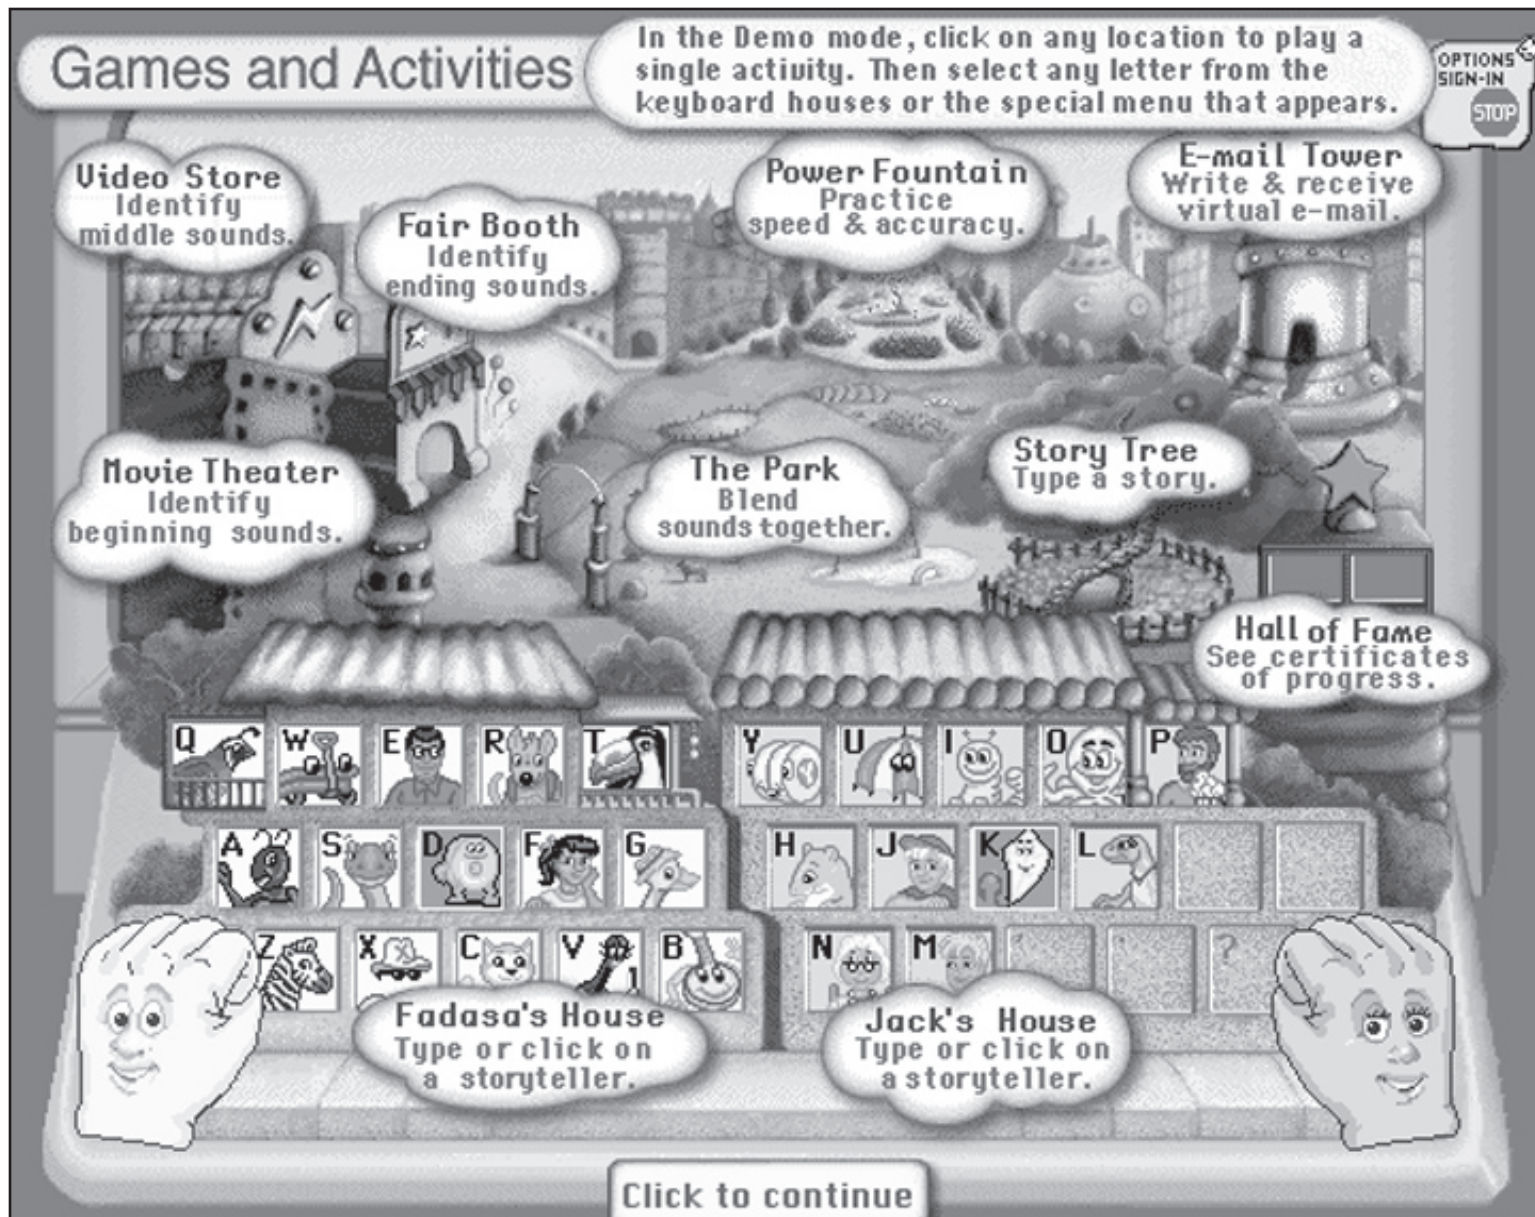 Games and Activities
In the Demo mode, click on any location to play a
single activity. Then select any letter from the
keyboard houses or the special menu that appears.
OPTIONS
SIGN-IN
STOP
Video Store
Identify
middle sounds.
Fair Booth
Identify
ending sounds.
Power Fountain
Practice
speed & accuracy.
E-mail Tower
Write & receive
virtual e-mail.
Movie Theater
Identify
beginning sounds.
The Park
Blend
sounds together.
Story Tree
Type a story.
Hall of Fame
See certificates
of progress.
Q W E R T Y U I O P
A S D F G H J K L
Z X C V B N M ?
Fadasa's House
Type or click on
a storyteller.
Jack's House
Type or click on
a storyteller.
Click to continue